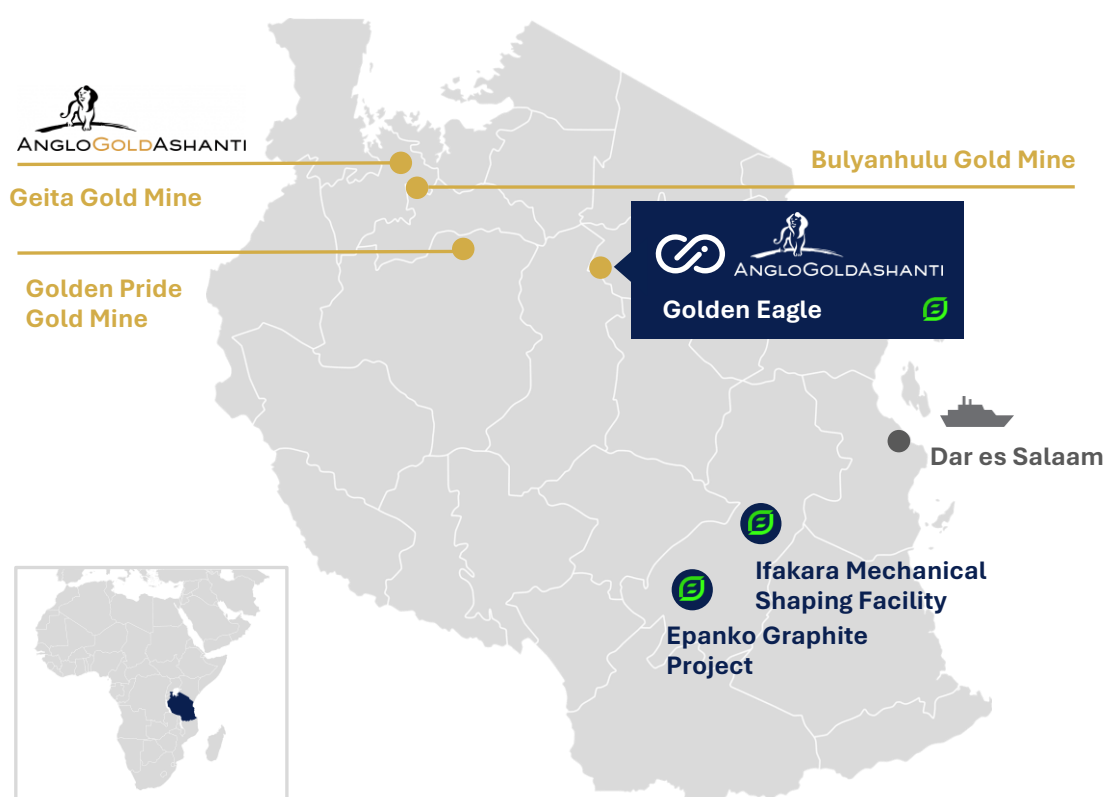 ANGLOGOLDASHANTI
Geita Gold Mine
Bulyanhulu Gold Mine
ANGLOGOLDASHANTI
Golden Eagle
Golden Pride
Gold Mine
Dar es Salaam
Ifakara Mechanical
Shaping Facility
Epanko Graphite
Project